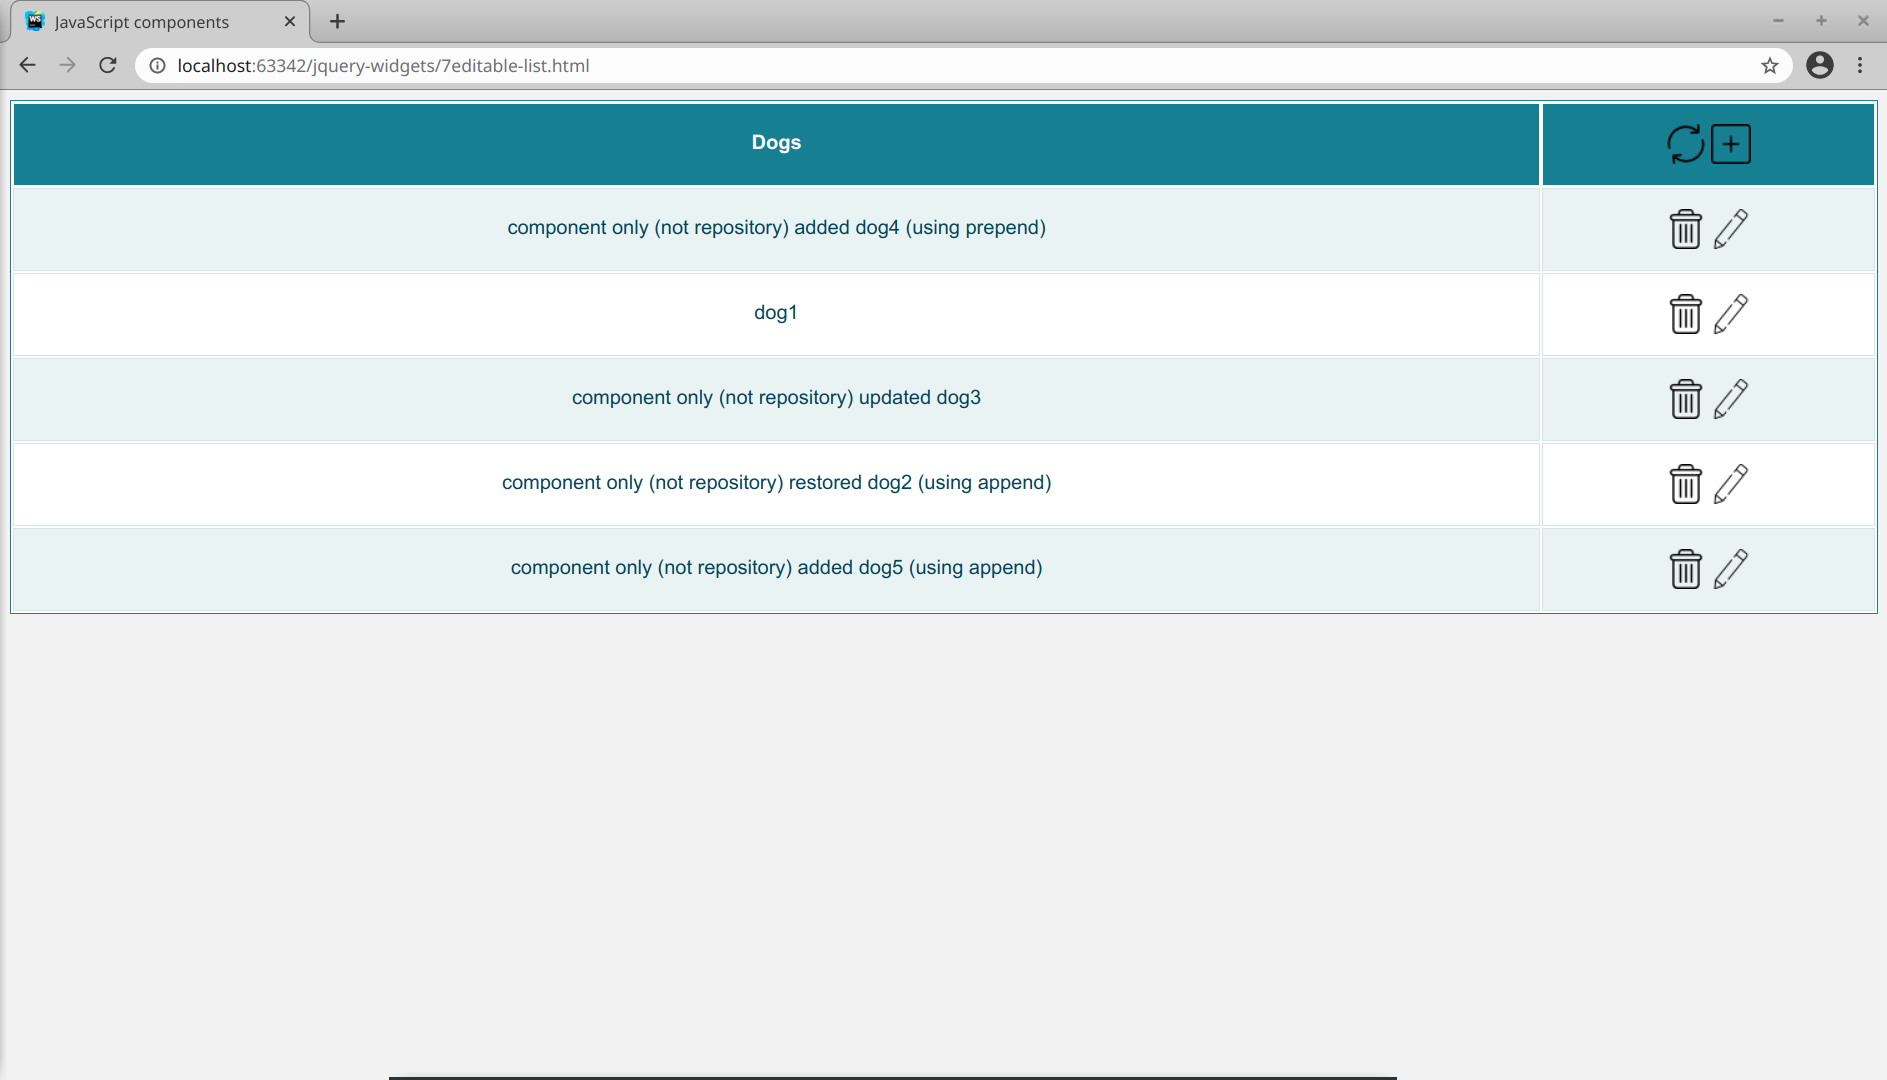 WS
JavaScript components
localhost:63342/jquery-widgets/7editable-list.html
Dogs
component only (not repository) added dog4 (using prepend)
dog1
component only (not repository) updated dog3
component only (not repository) restored dog2 (using append)
component only (not repository) added dog5 (using append)